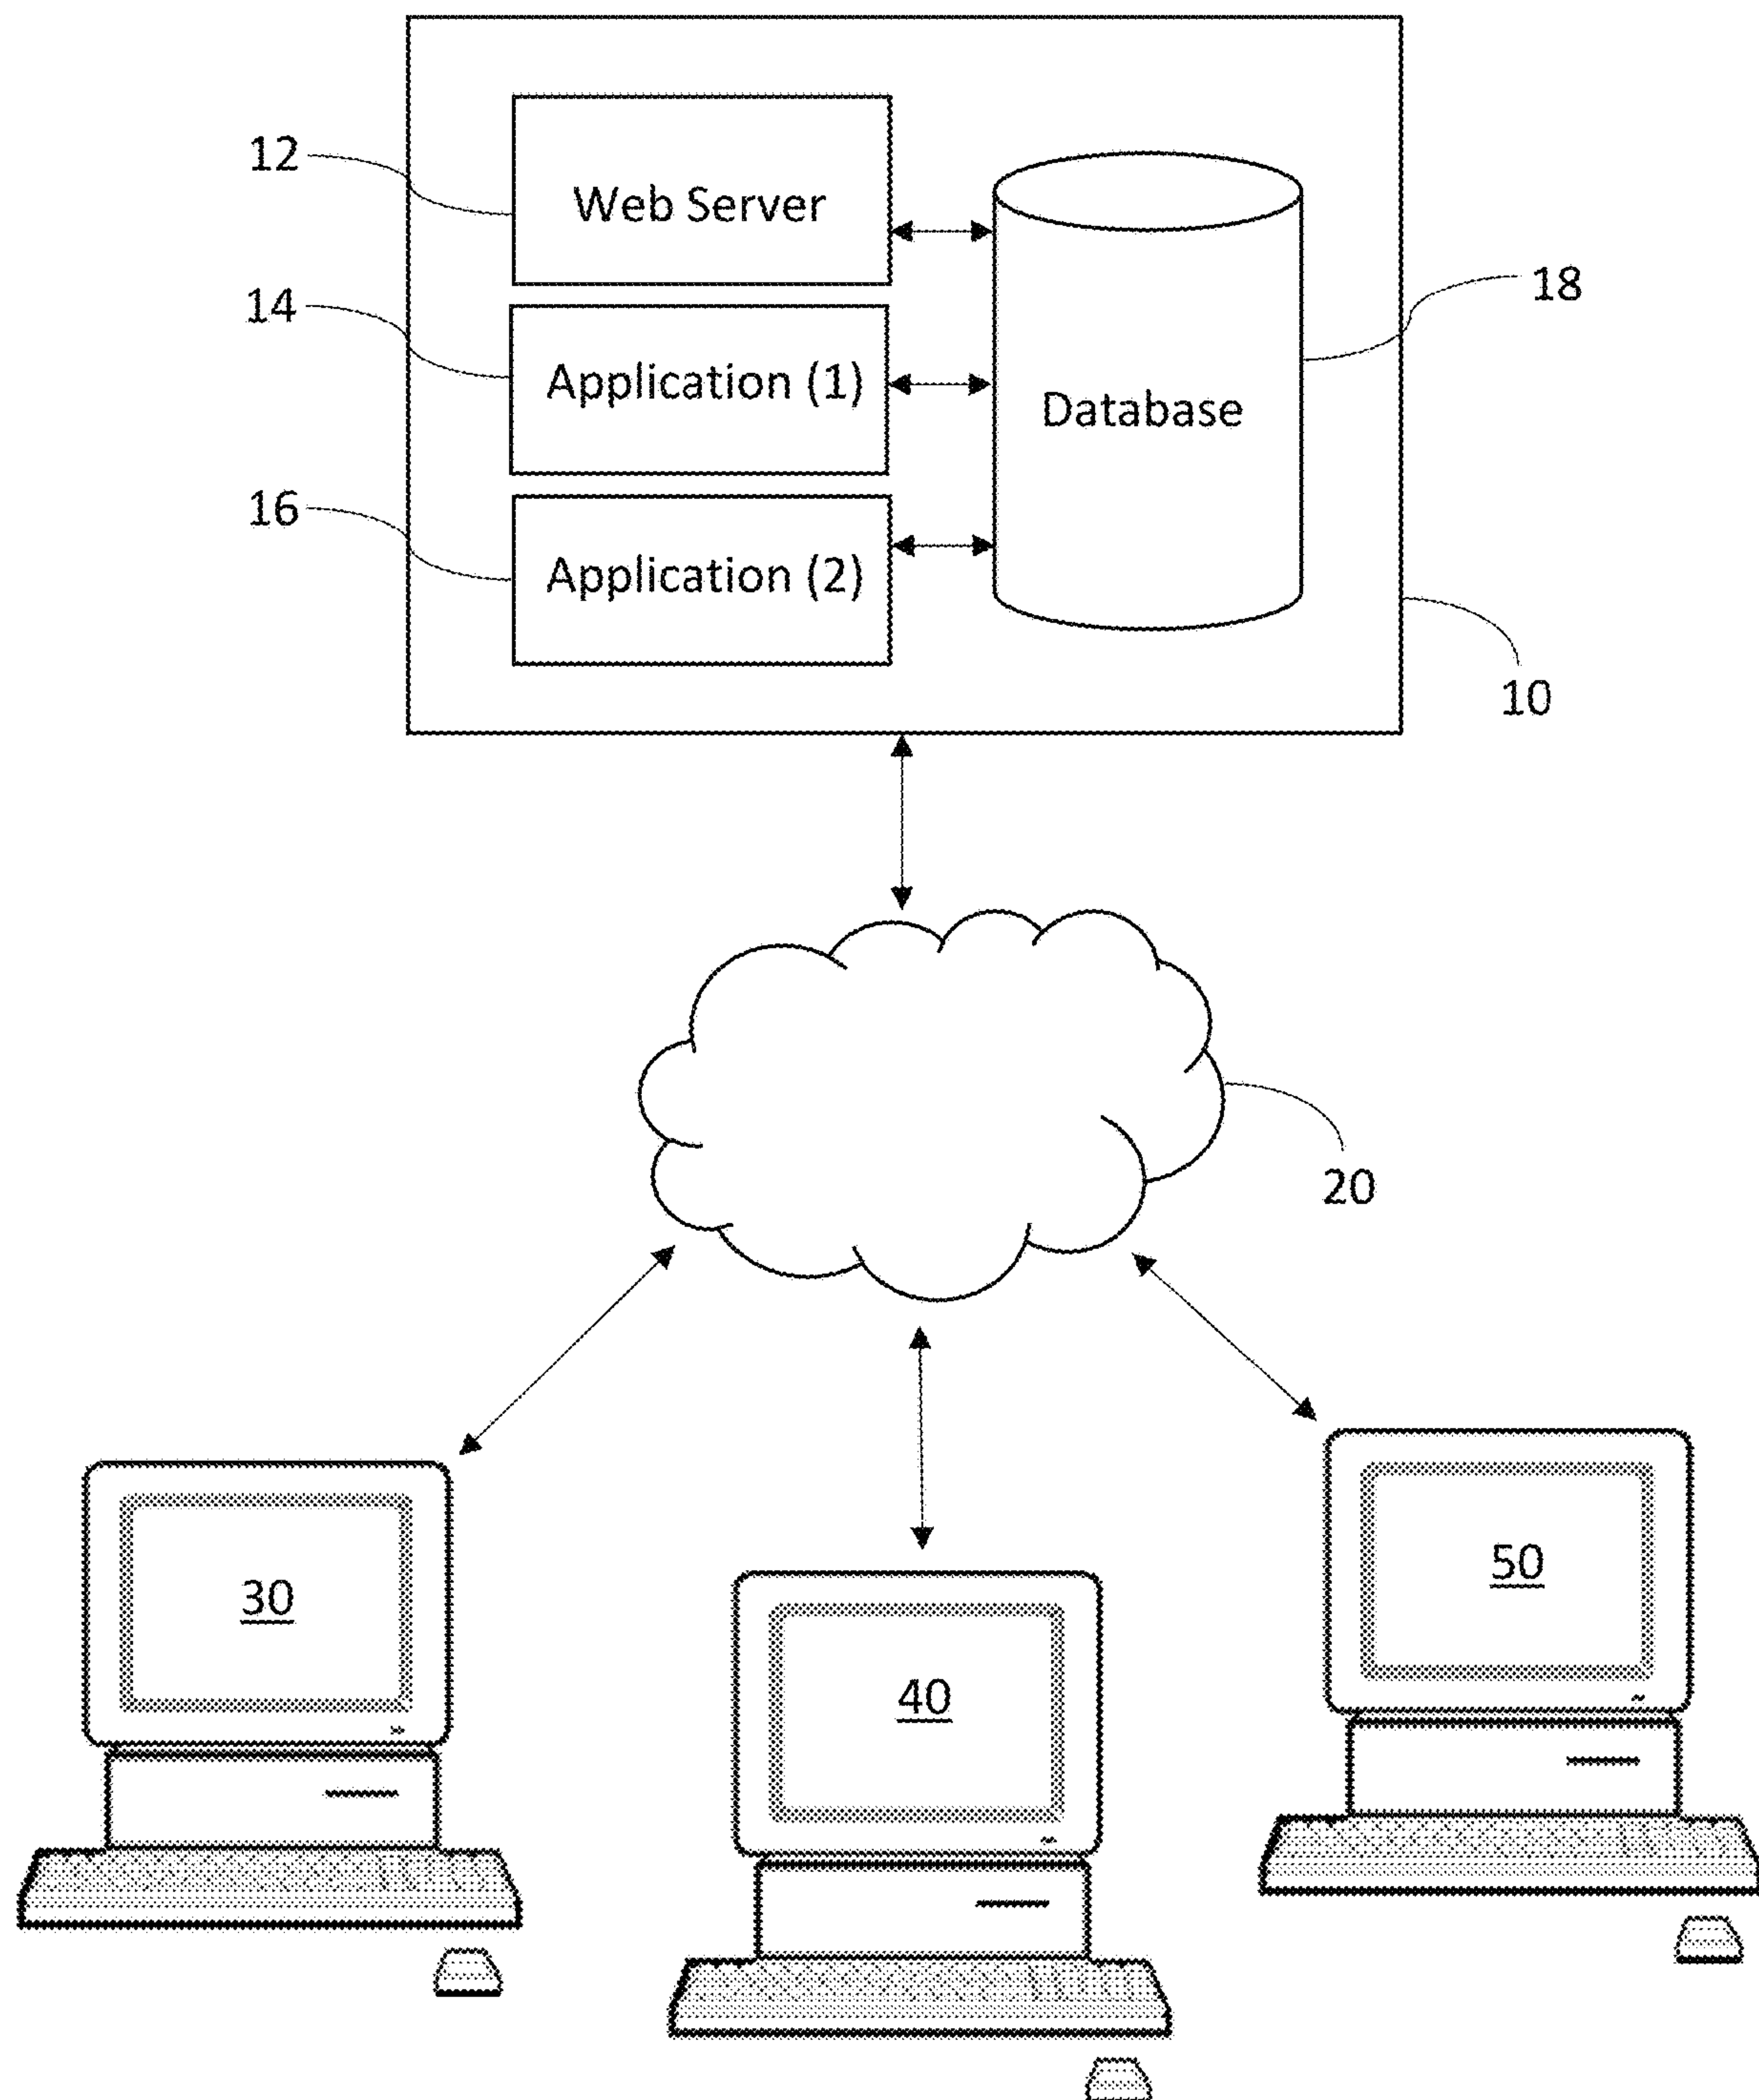 12
Web Server
14
Application (1)
16
Application (2)
Database
18
10
20
30
40
50